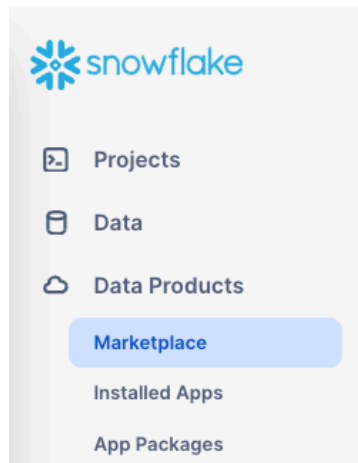 snowflake
Projects
Data
Data Products
Marketplace
Installed Apps
App Packages